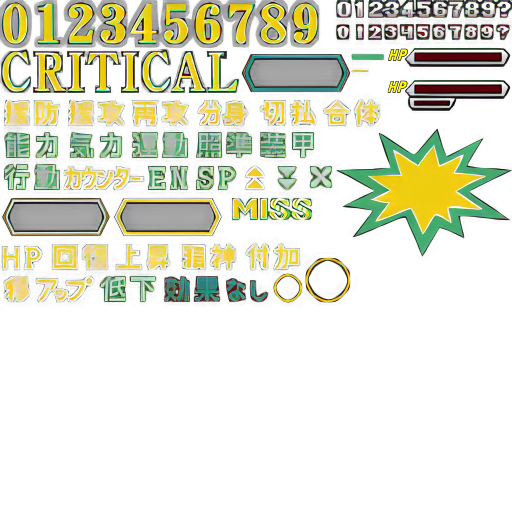 0123456789
0123456789?
0123456789?
CRITICAL
HP
HP
援防 援攻 再攻 分身 切払 合体
能力 気力 運動 照準 装甲
行動 カウンター EN SP
MISS
HP 回復 上昇 精神 付加
移 アップ 低下 効果なし